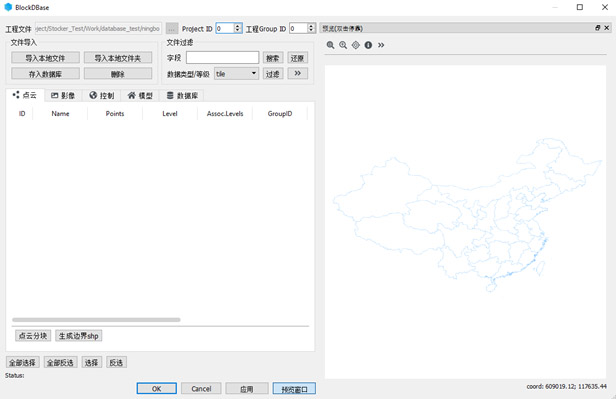 BlockDBase
工程文件 ject/Stocker_Test/Work/database_test/ningbo ... Project ID 0 工程Group ID 0
预览(双击停靠)
文件导入
导入本地文件 导入本地文件夹
存入数据库 删除
文件过滤
字段 搜索 还原
数据类型/等级 tile 过滤 >>
点云 影像 控制 模型 数据库
ID Name Points Level Assoc.Levels GroupID
点云分块 生成边界shp
全部选择 全部反选 选择 反选
Status:
OK Cancel 应用 预览窗口
coord: 609019.12; 117635.44